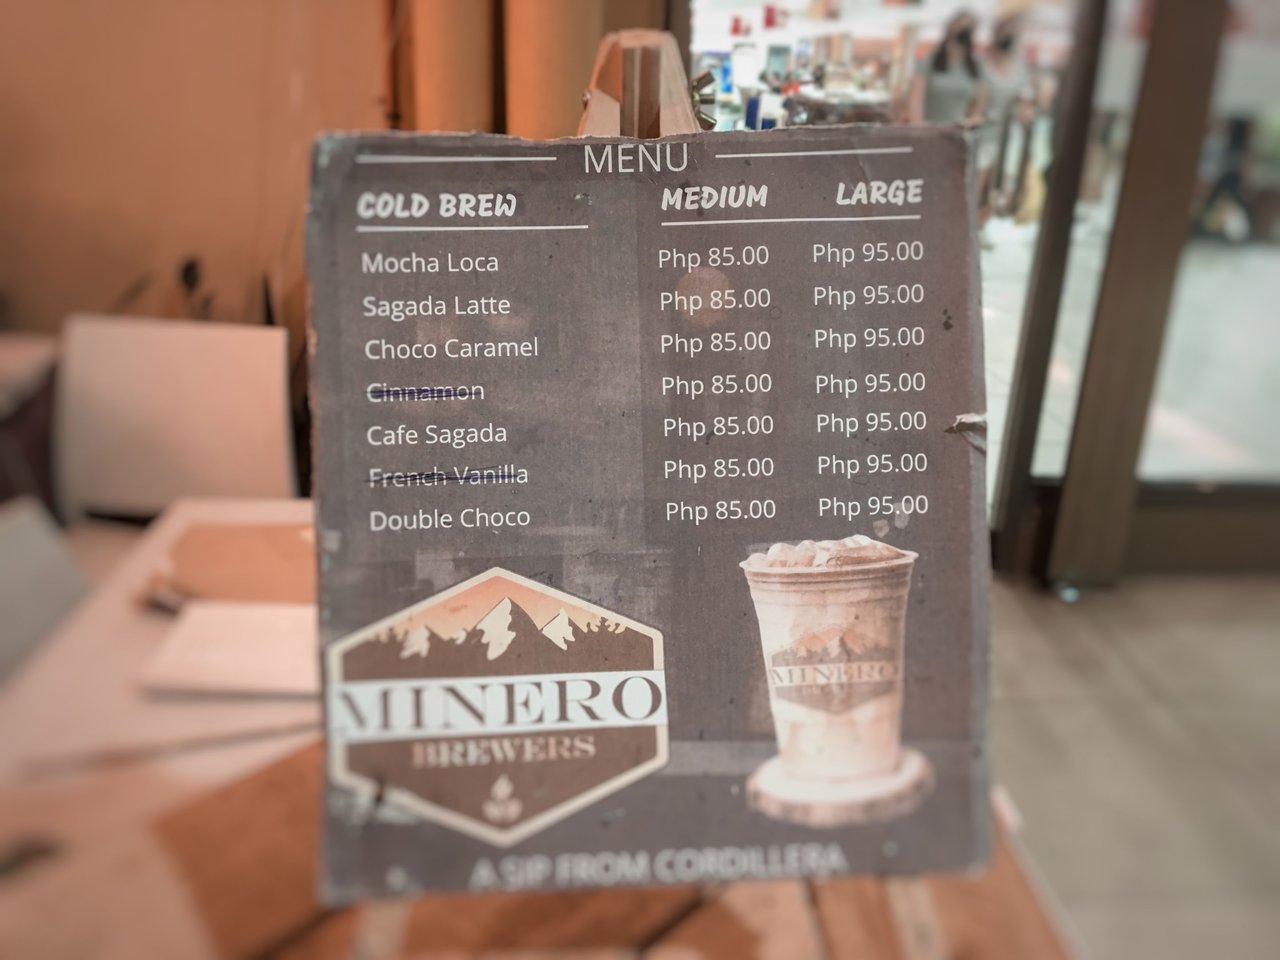 MENU
COLD BREW MEDIUM LARGE
Mocha Loca Php 85.00 Php 95.00
Sagada Latte Php 85.00 Php 95.00
Choco Caramel Php 85.00 Php 95.00
Cinnamon Php 85.00 Php 95.00
Cafe Sagada Php 85.00 Php 95.00
French Vanilla Php 85.00 Php 95.00
Double Choco Php 85.00 Php 95.00
MINERO
BREWERS
MINERO
A SIP FROM CORDILLERA